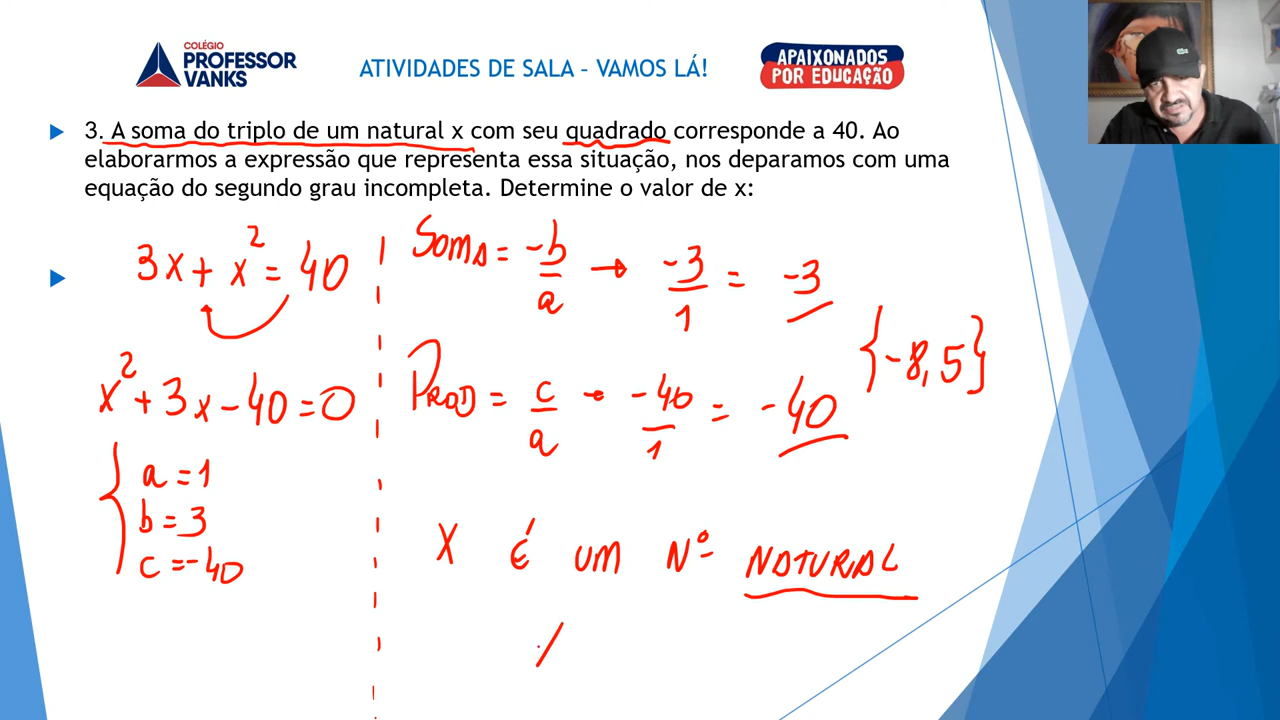 COLÉGIO
PROFESSOR
VANKS
ATIVIDADES DE SALA – VAMOS LÁ!
APAIXONADOS
POR EDUCAÇÃO
3. A soma do triplo de um natural x com seu quadrado corresponde a 40. Ao
elaborarmos a expressão que representa essa situação, nos deparamos com uma
equação do segundo grau incompleta. Determine o valor de x:
3x + x² = 40
x² + 3x - 40 = 0
a = 1
b = 3
c = -40
SOMA = -b/a → -3/1 = -3
PROD = c/a → -40/1 = -40
{-8, 5}
X É UM Nº NATURAL